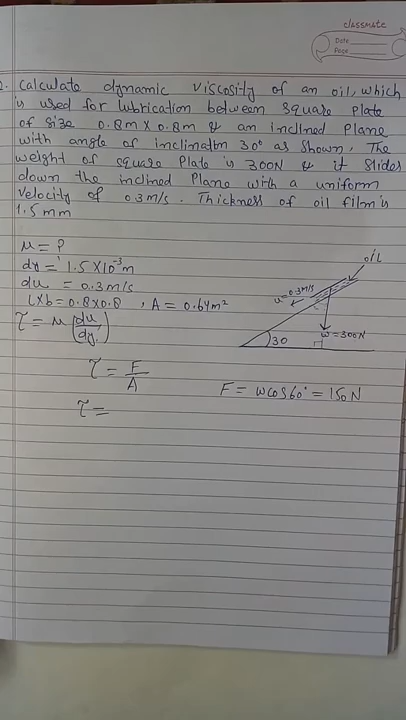 classmate
Date
Page
2. Calculate dynamic viscosity of an oil, which
is used for lubrication between square plate
of size 0.8m x 0.8m & an inclined plane
with angle of inclination 30° as shown. The
weight of square plate is 300N & it slides
down the inclined plane with a uniform
velocity of 0.3 m/s. Thickness of oil film is
1.5 mm
μ = ?
dy = 1.5 x 10⁻³ m
du = 0.3 m/s
l x b = 0.8 x 0.8 , A = 0.64 m²
τ = μ (du/dy)
oil
u=0.3m/s
w=300N
30
τ = F/A
F = w cos 60° = 150 N
τ =